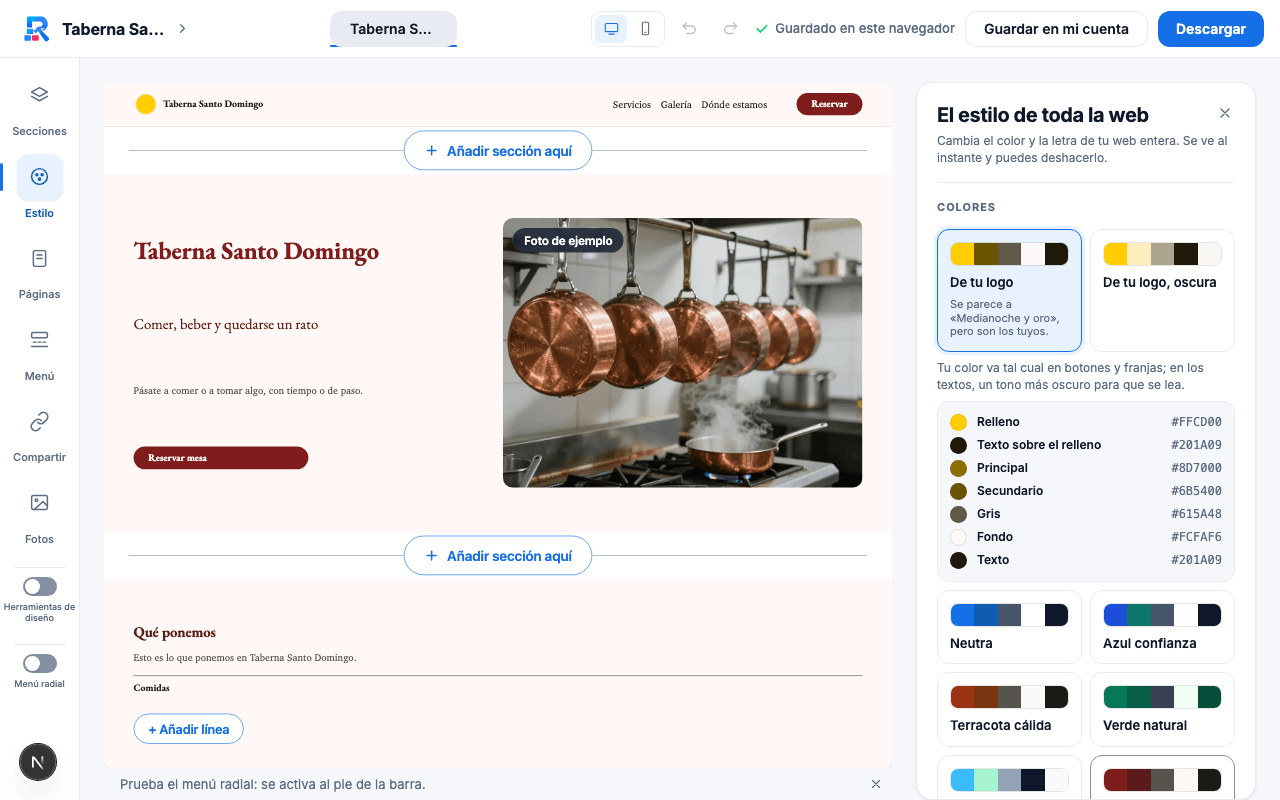 Taberna Sa...
Taberna S...
Guardado en este navegador
Guardar en mi cuenta
Descargar
Secciones
Estilo
Páginas
Menú
Compartir
Fotos
Herramientas de
diseño
Menú radial
N
Taberna Santo Domingo
Servicios
Galería
Dónde estamos
Reservar
+ Añadir sección aquí
Taberna Santo Domingo
Comer, beber y quedarse un rato
Pásate a comer o a tomar algo, con tiempo o de paso.
Reservar mesa
Foto de ejemplo
+ Añadir sección aquí
Qué ponemos
Esto es lo que ponemos en Taberna Santo Domingo.
Comidas
+ Añadir línea
Prueba el menú radial: se activa al pie de la barra.
El estilo de toda la web
Cambia el color y la letra de tu web entera. Se ve al
instante y puedes deshacerlo.
COLORES
De tu logo
Se parece a
«Medianoche y oro»,
pero son los tuyos.
De tu logo, oscura
Tu color va tal cual en botones y franjas; en los
textos, un tono más oscuro para que se lea.
Relleno #FFCD00
Texto sobre el relleno #201A09
Principal #8D7000
Secundario #6B5400
Gris #615A48
Fondo #FCFAF6
Texto #201A09
Neutra
Azul confianza
Terracota cálida
Verde natural